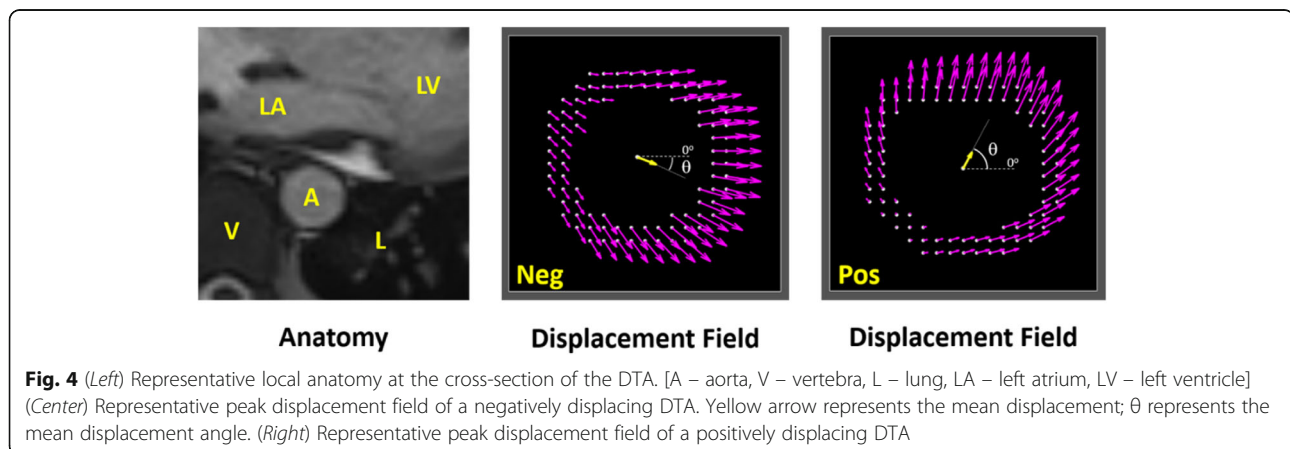 LA
LV
A
V
L
0°
θ
Neg
θ
0°
Pos
Anatomy
Displacement Field
Displacement Field
Fig. 4 (Left) Representative local anatomy at the cross-section of the DTA. [A – aorta, V – vertebra, L – lung, LA – left atrium, LV – left ventricle]
(Center) Representative peak displacement field of a negatively displacing DTA. Yellow arrow represents the mean displacement; θ represents the
mean displacement angle. (Right) Representative peak displacement field of a positively displacing DTA